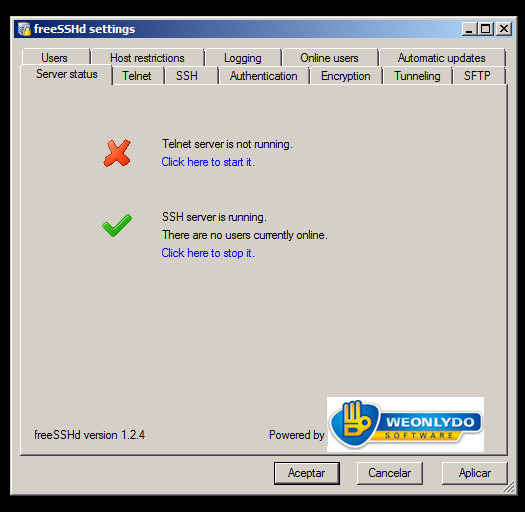 freeSSHd settings
Users Host restrictions Logging Online users Automatic updates
Server status Telnet SSH Authentication Encryption Tunneling SFTP
Telnet server is not running.
Click here to start it.
SSH server is running.
There are no users currently online.
Click here to stop it.
freeSSHd version 1.2.4 Powered by WEONLYDO
SOFTWARE
Aceptar Cancelar Aplicar